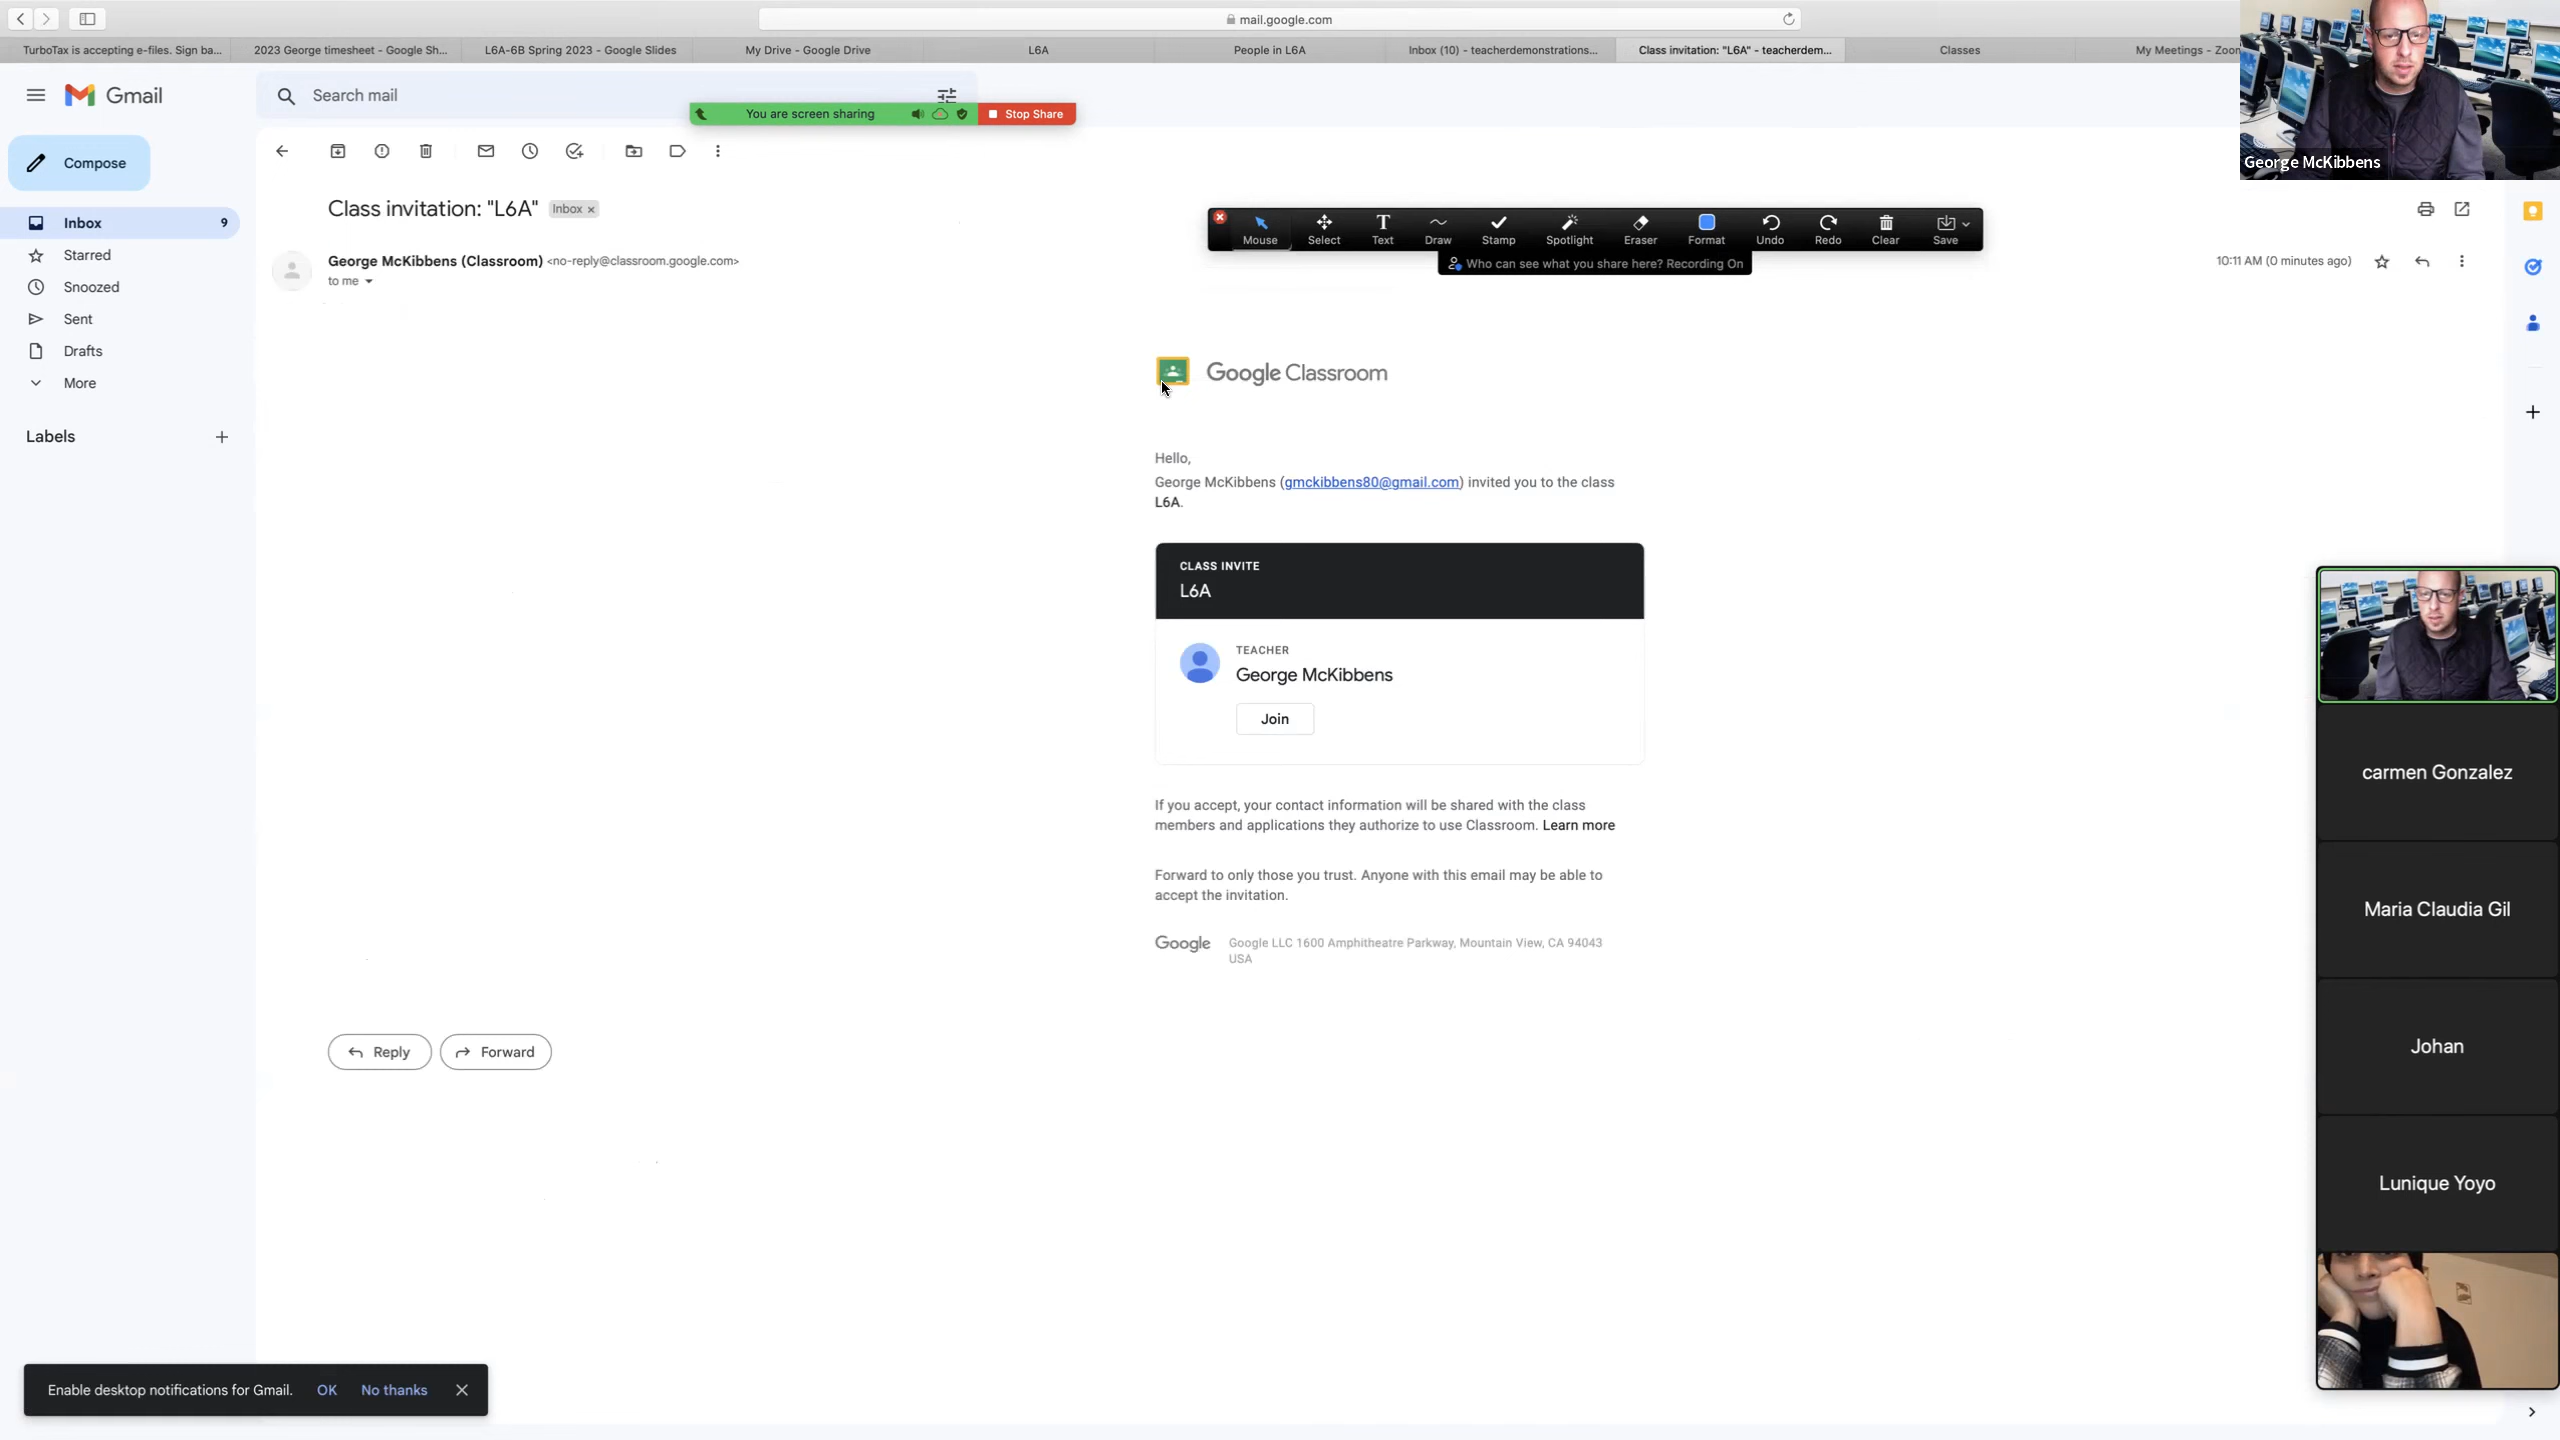 mail.google.com
TurboTax is accepting e-files. Sign ba...
2023 George timesheet - Google Sh...
L6A-6B Spring 2023 - Google Slides
My Drive - Google Drive
L6A
People in L6A
Inbox (10) - teacherdemonstrations...
Class invitation: "L6A" - teacherdem...
Classes
My Meetings - Zoom
Gmail
Search mail
You are screen sharing
Stop Share
George McKibbens
Compose
Inbox 9
Starred
Snoozed
Sent
Drafts
More
Labels
Class invitation: "L6A" Inbox x
Mouse Select Text Draw Stamp Spotlight Eraser Format Undo Redo Clear Save
Who can see what you share here? Recording On
George McKibbens (Classroom) <no-reply@classroom.google.com>
10:11 AM (0 minutes ago)
to me
Google Classroom
Hello,
George McKibbens (gmckibbens80@gmail.com) invited you to the class
L6A.
CLASS INVITE
L6A
TEACHER
George McKibbens
Join
If you accept, your contact information will be shared with the class
members and applications they authorize to use Classroom. Learn more
Forward to only those you trust. Anyone with this email may be able to
accept the invitation.
Google
Google LLC 1600 Amphitheatre Parkway, Mountain View, CA 94043
USA
Reply
Forward
carmen Gonzalez
Maria Claudia Gil
Johan
Lunique Yoyo
Enable desktop notifications for Gmail. OK No thanks